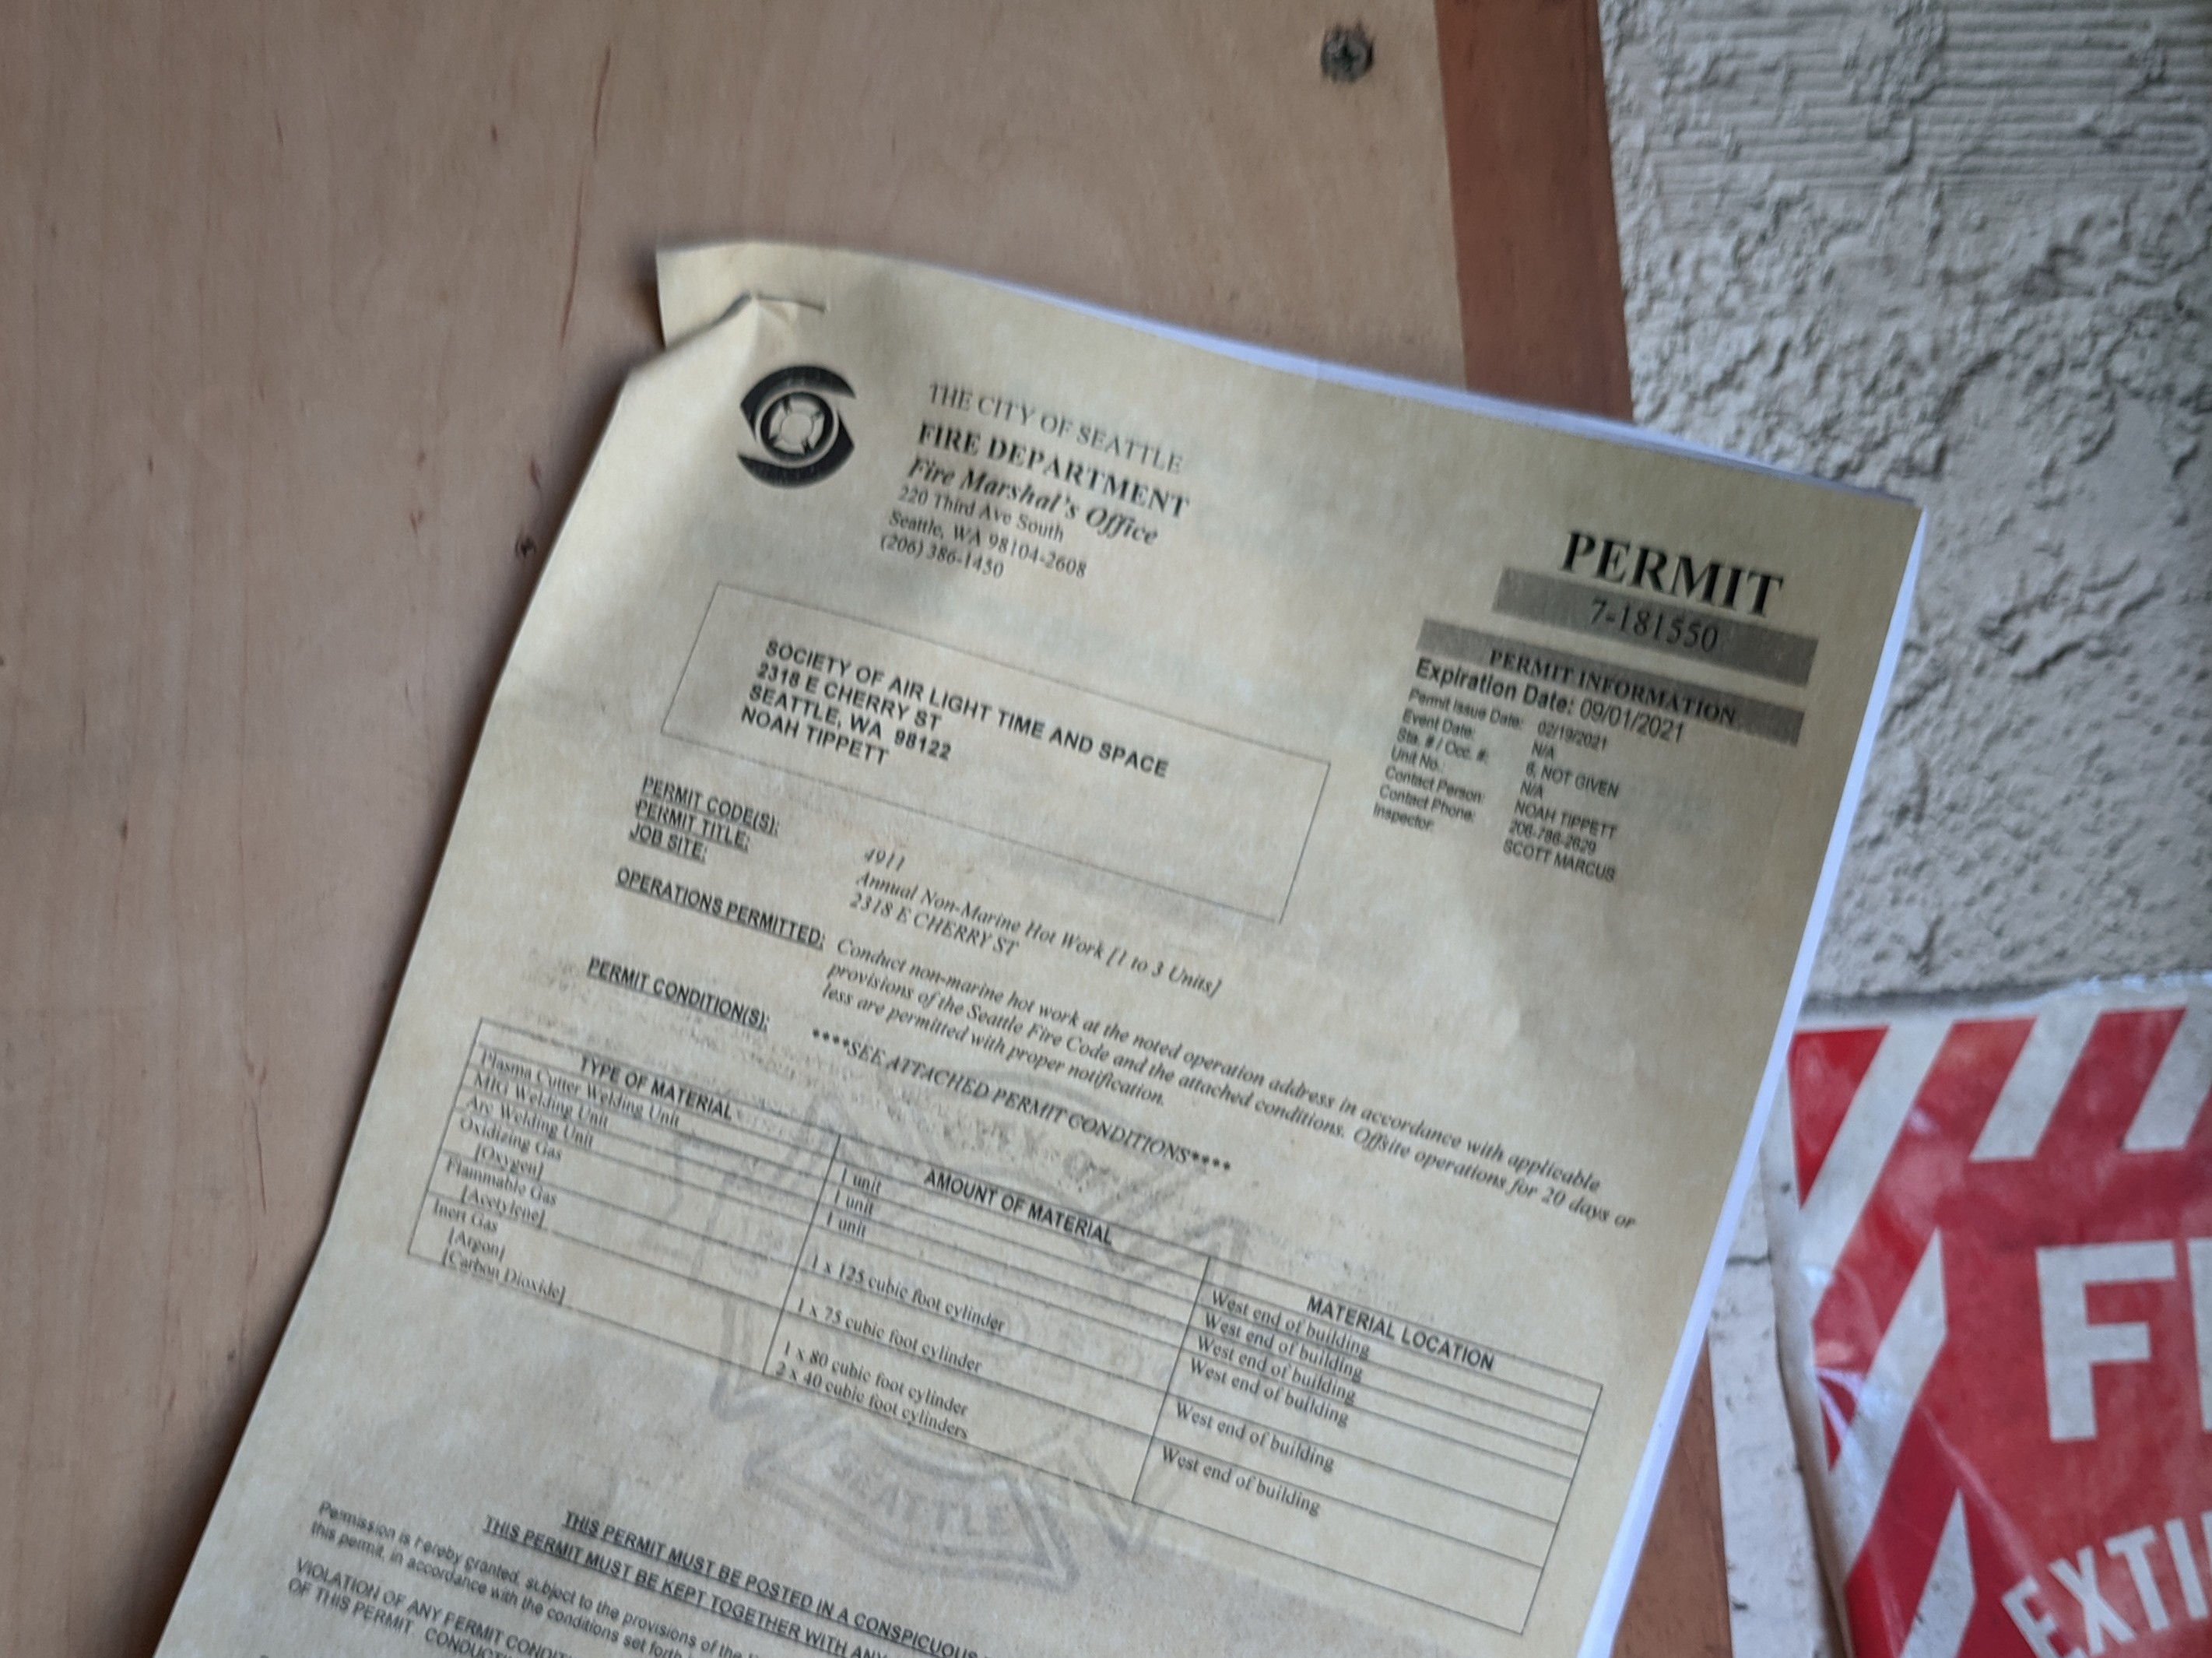 THE CITY OF SEATTLE
FIRE DEPARTMENT
Fire Marshal's Office
220 Third Ave South
Seattle, WA 98104-2608
(206) 386-1450
PERMIT
7-181550
PERMIT INFORMATION
Expiration Date: 09/01/2021
Permit Issue Date: 02/19/2021
Event Date: N/A
Sta. # / Occ. #: 6, NOT GIVEN
Unit No.: N/A
Contact Person: NOAH TIPPETT
Contact Phone: 206-786-2629
Inspector: SCOTT MARCUS
SOCIETY OF AIR LIGHT TIME AND SPACE
2318 E CHERRY ST
SEATTLE, WA 98122
NOAH TIPPETT
PERMIT CODE(S): 4911
PERMIT TITLE: Annual Non-Marine Hot Work [1 to 3 Units]
JOB SITE: 2318 E CHERRY ST
OPERATIONS PERMITTED: Conduct non-marine hot work at the noted operation address in accordance with applicable
provisions of the Seattle Fire Code and the attached conditions. Offsite operations for 20 days or
less are permitted with proper notification.
PERMIT CONDITION(S): ****SEE ATTACHED PERMIT CONDITIONS****
TYPE OF MATERIAL AMOUNT OF MATERIAL MATERIAL LOCATION
Plasma Cutter Welding Unit 1 unit West end of building
MIG Welding Unit 1 unit West end of building
Arc Welding Unit 1 unit West end of building
Oxidizing Gas West end of building
[Oxygen] 1 x 125 cubic foot cylinder
Flammable Gas West end of building
[Acetylene] 1 x 75 cubic foot cylinder
Inert Gas West end of building
[Argon] 1 x 80 cubic foot cylinder
[Carbon Dioxide] 2 x 40 cubic foot cylinders
CITY OF
SEATTLE
THIS PERMIT MUST BE POSTED IN A CONSPICUOUS
THIS PERMIT MUST BE KEPT TOGETHER WITH ANY
Permission is hereby granted, subject to the provisions of the
this permit, in accordance with the conditions set forth
VIOLATION OF ANY PERMIT CONDIT
OF THIS PERMIT. CONDUCT
FI
EXTI